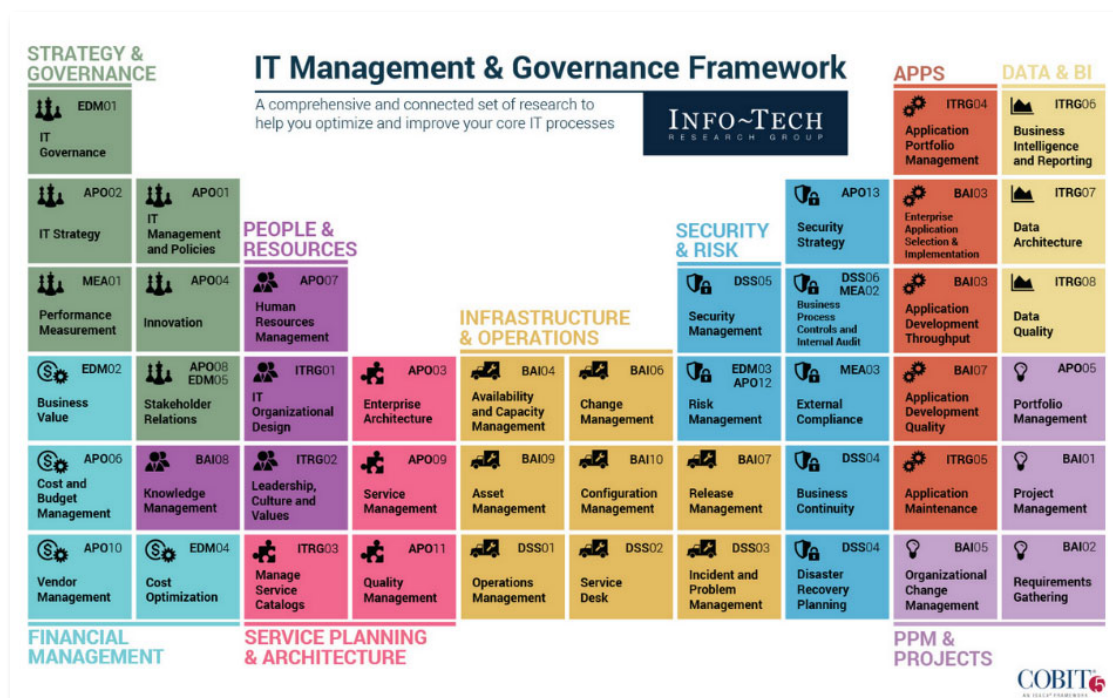 STRATEGY &
GOVERNANCE
IT Management & Governance Framework
A comprehensive and connected set of research to
help you optimize and improve your core IT processes
INFO~TECH
RESEARCH GROUP
APPS
DATA & BI
EDM01
IT
Governance
ITRG04
Application
Portfolio
Management
ITRG06
Business
Intelligence
and Reporting
APO02
IT Strategy
APO01
IT
Management
and Policies
PEOPLE &
RESOURCES
SECURITY
& RISK
APO13
Security
Strategy
BAI03
Enterprise
Application
Selection &
Implementation
ITRG07
Data
Architecture
MEA01
Performance
Measurement
APO04
Innovation
APO07
Human
Resources
Management
INFRASTRUCTURE
& OPERATIONS
DSS05
Security
Management
DSS06
MEA02
Business
Process
Controls and
Internal Audit
BAI03
Application
Development
Throughput
ITRG08
Data
Quality
EDM02
Business
Value
APO08
EDM05
Stakeholder
Relations
ITRG01
IT
Organizational
Design
APO03
Enterprise
Architecture
BAI04
Availability
and Capacity
Management
BAI06
Change
Management
EDM03
APO12
Risk
Management
MEA03
External
Compliance
BAI07
Application
Development
Quality
APO05
Portfolio
Management
APO06
Cost and
Budget
Management
BAI08
Knowledge
Management
ITRG02
Leadership,
Culture and
Values
APO09
Service
Management
BAI09
Asset
Management
BAI10
Configuration
Management
BAI07
Release
Management
DSS04
Business
Continuity
ITRG05
Application
Maintenance
BAI01
Project
Management
APO10
Vendor
Management
EDM04
Cost
Optimization
ITRG03
Manage
Service
Catalogs
APO11
Quality
Management
DSS01
Operations
Management
DSS02
Service
Desk
DSS03
Incident and
Problem
Management
DSS04
Disaster
Recovery
Planning
BAI05
Organizational
Change
Management
BAI02
Requirements
Gathering
FINANCIAL
MANAGEMENT
SERVICE PLANNING
& ARCHITECTURE
PPM &
PROJECTS
COBIT 5
AN ISACA® FRAMEWORK